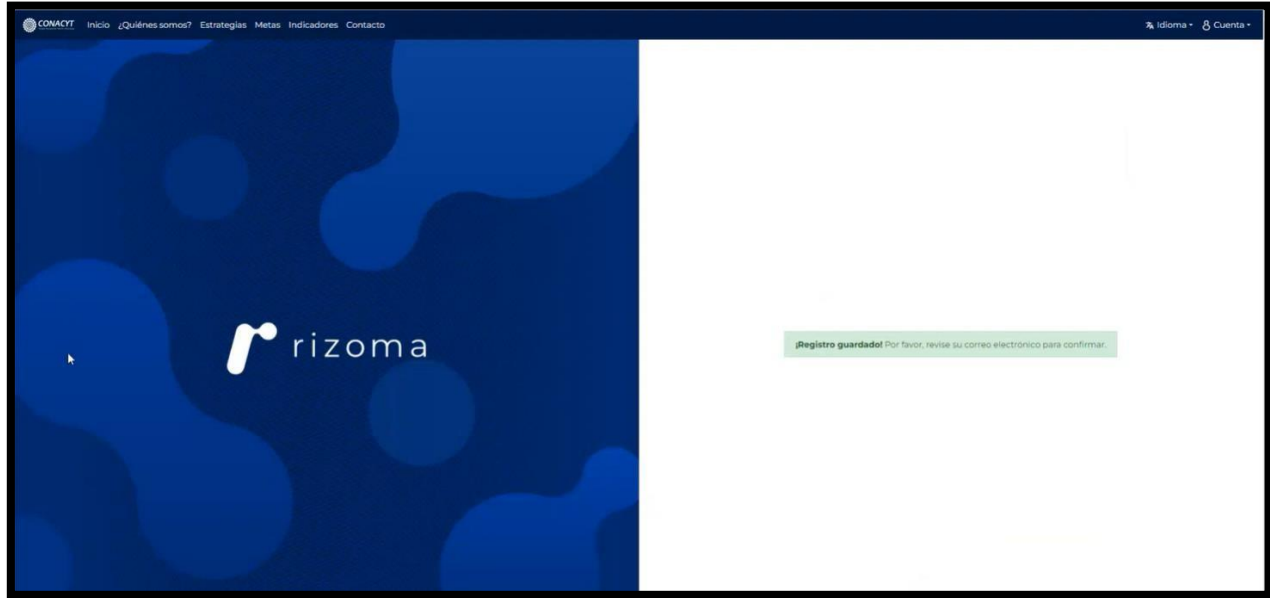 CONACYT Inicio ¿Quiénes somos? Estrategias Metas Indicadores Contacto Idioma Cuenta
rizoma
¡Registro guardado! Por favor, revise su correo electrónico para confirmar.